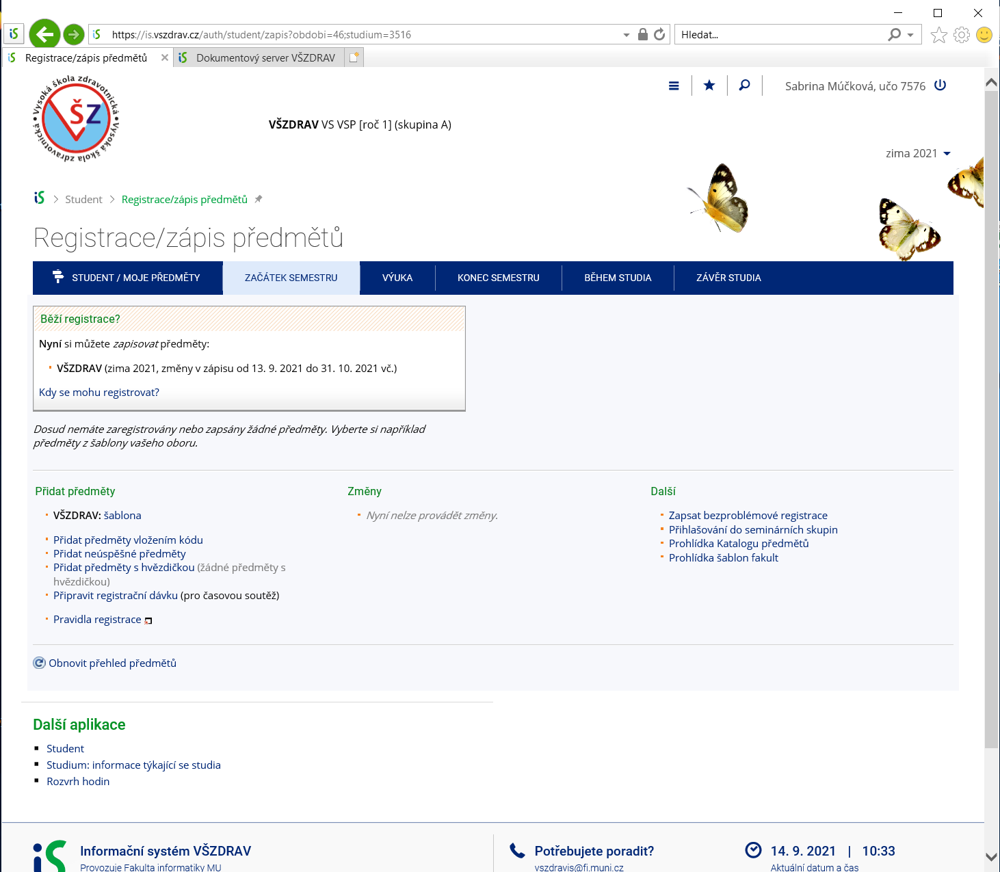 https://is.vszdrav.cz/auth/student/zapis?obdobi=46;studium=3516
Hledat...
Registrace/zápis předmětů
Dokumentový server VŠZDRAV
Vysoká škola zdravotnická • Vysoká škola zdravotnická •
VŠZ
Sabrina Múčková, učo 7576
VŠZDRAV VS VSP [roč 1] (skupina A)
zima 2021
is > Student > Registrace/zápis předmětů
Registrace/zápis předmětů
STUDENT / MOJE PŘEDMĚTY
ZAČÁTEK SEMESTRU
VÝUKA
KONEC SEMESTRU
BĚHEM STUDIA
ZÁVĚR STUDIA
Běží registrace?
Nyní si můžete zapisovat předměty:
VŠZDRAV (zima 2021, změny v zápisu od 13. 9. 2021 do 31. 10. 2021 vč.)
Kdy se mohu registrovat?
Dosud nemáte zaregistrovány nebo zapsány žádné předměty. Vyberte si například
předměty z šablony vašeho oboru.
Přidat předměty
VŠZDRAV: šablona
Přidat předměty vložením kódu
Přidat neúspěšné předměty
Přidat předměty s hvězdičkou (žádné předměty s
hvězdičkou)
Připravit registrační dávku (pro časovou soutěž)
Pravidla registrace
Změny
Nyní nelze provádět změny.
Další
Zapsat bezproblémové registrace
Přihlašování do seminárních skupin
Prohlídka Katalogu předmětů
Prohlídka šablon fakult
Obnovit přehled předmětů
Další aplikace
Student
Studium: informace týkající se studia
Rozvrh hodin
is
Informační systém VŠZDRAV
Provozuje Fakulta informatiky MU
Potřebujete poradit?
vszdravis@fi.muni.cz
14. 9. 2021 | 10:33
Aktuální datum a čas